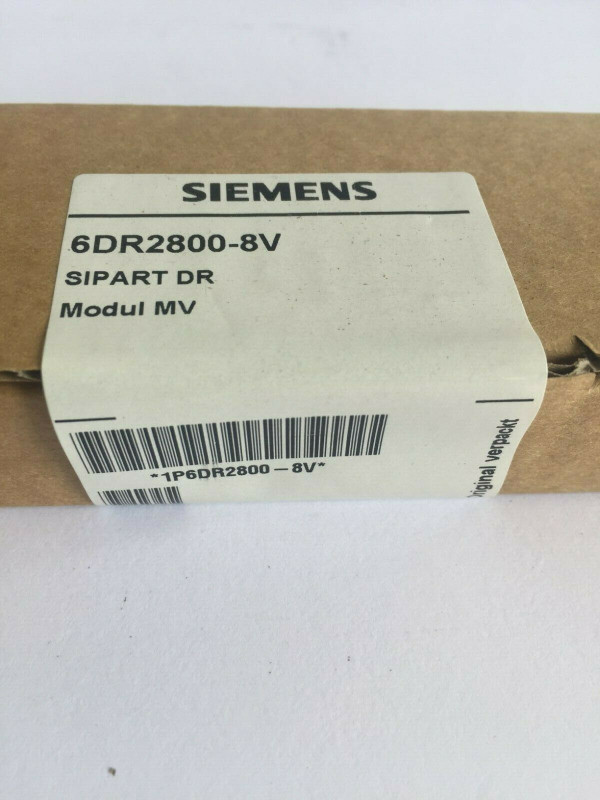 SIEMENS
6DR2800-8V
SIPART DR
Modul MV
*1P6DR2800-8V*
Original verpackt